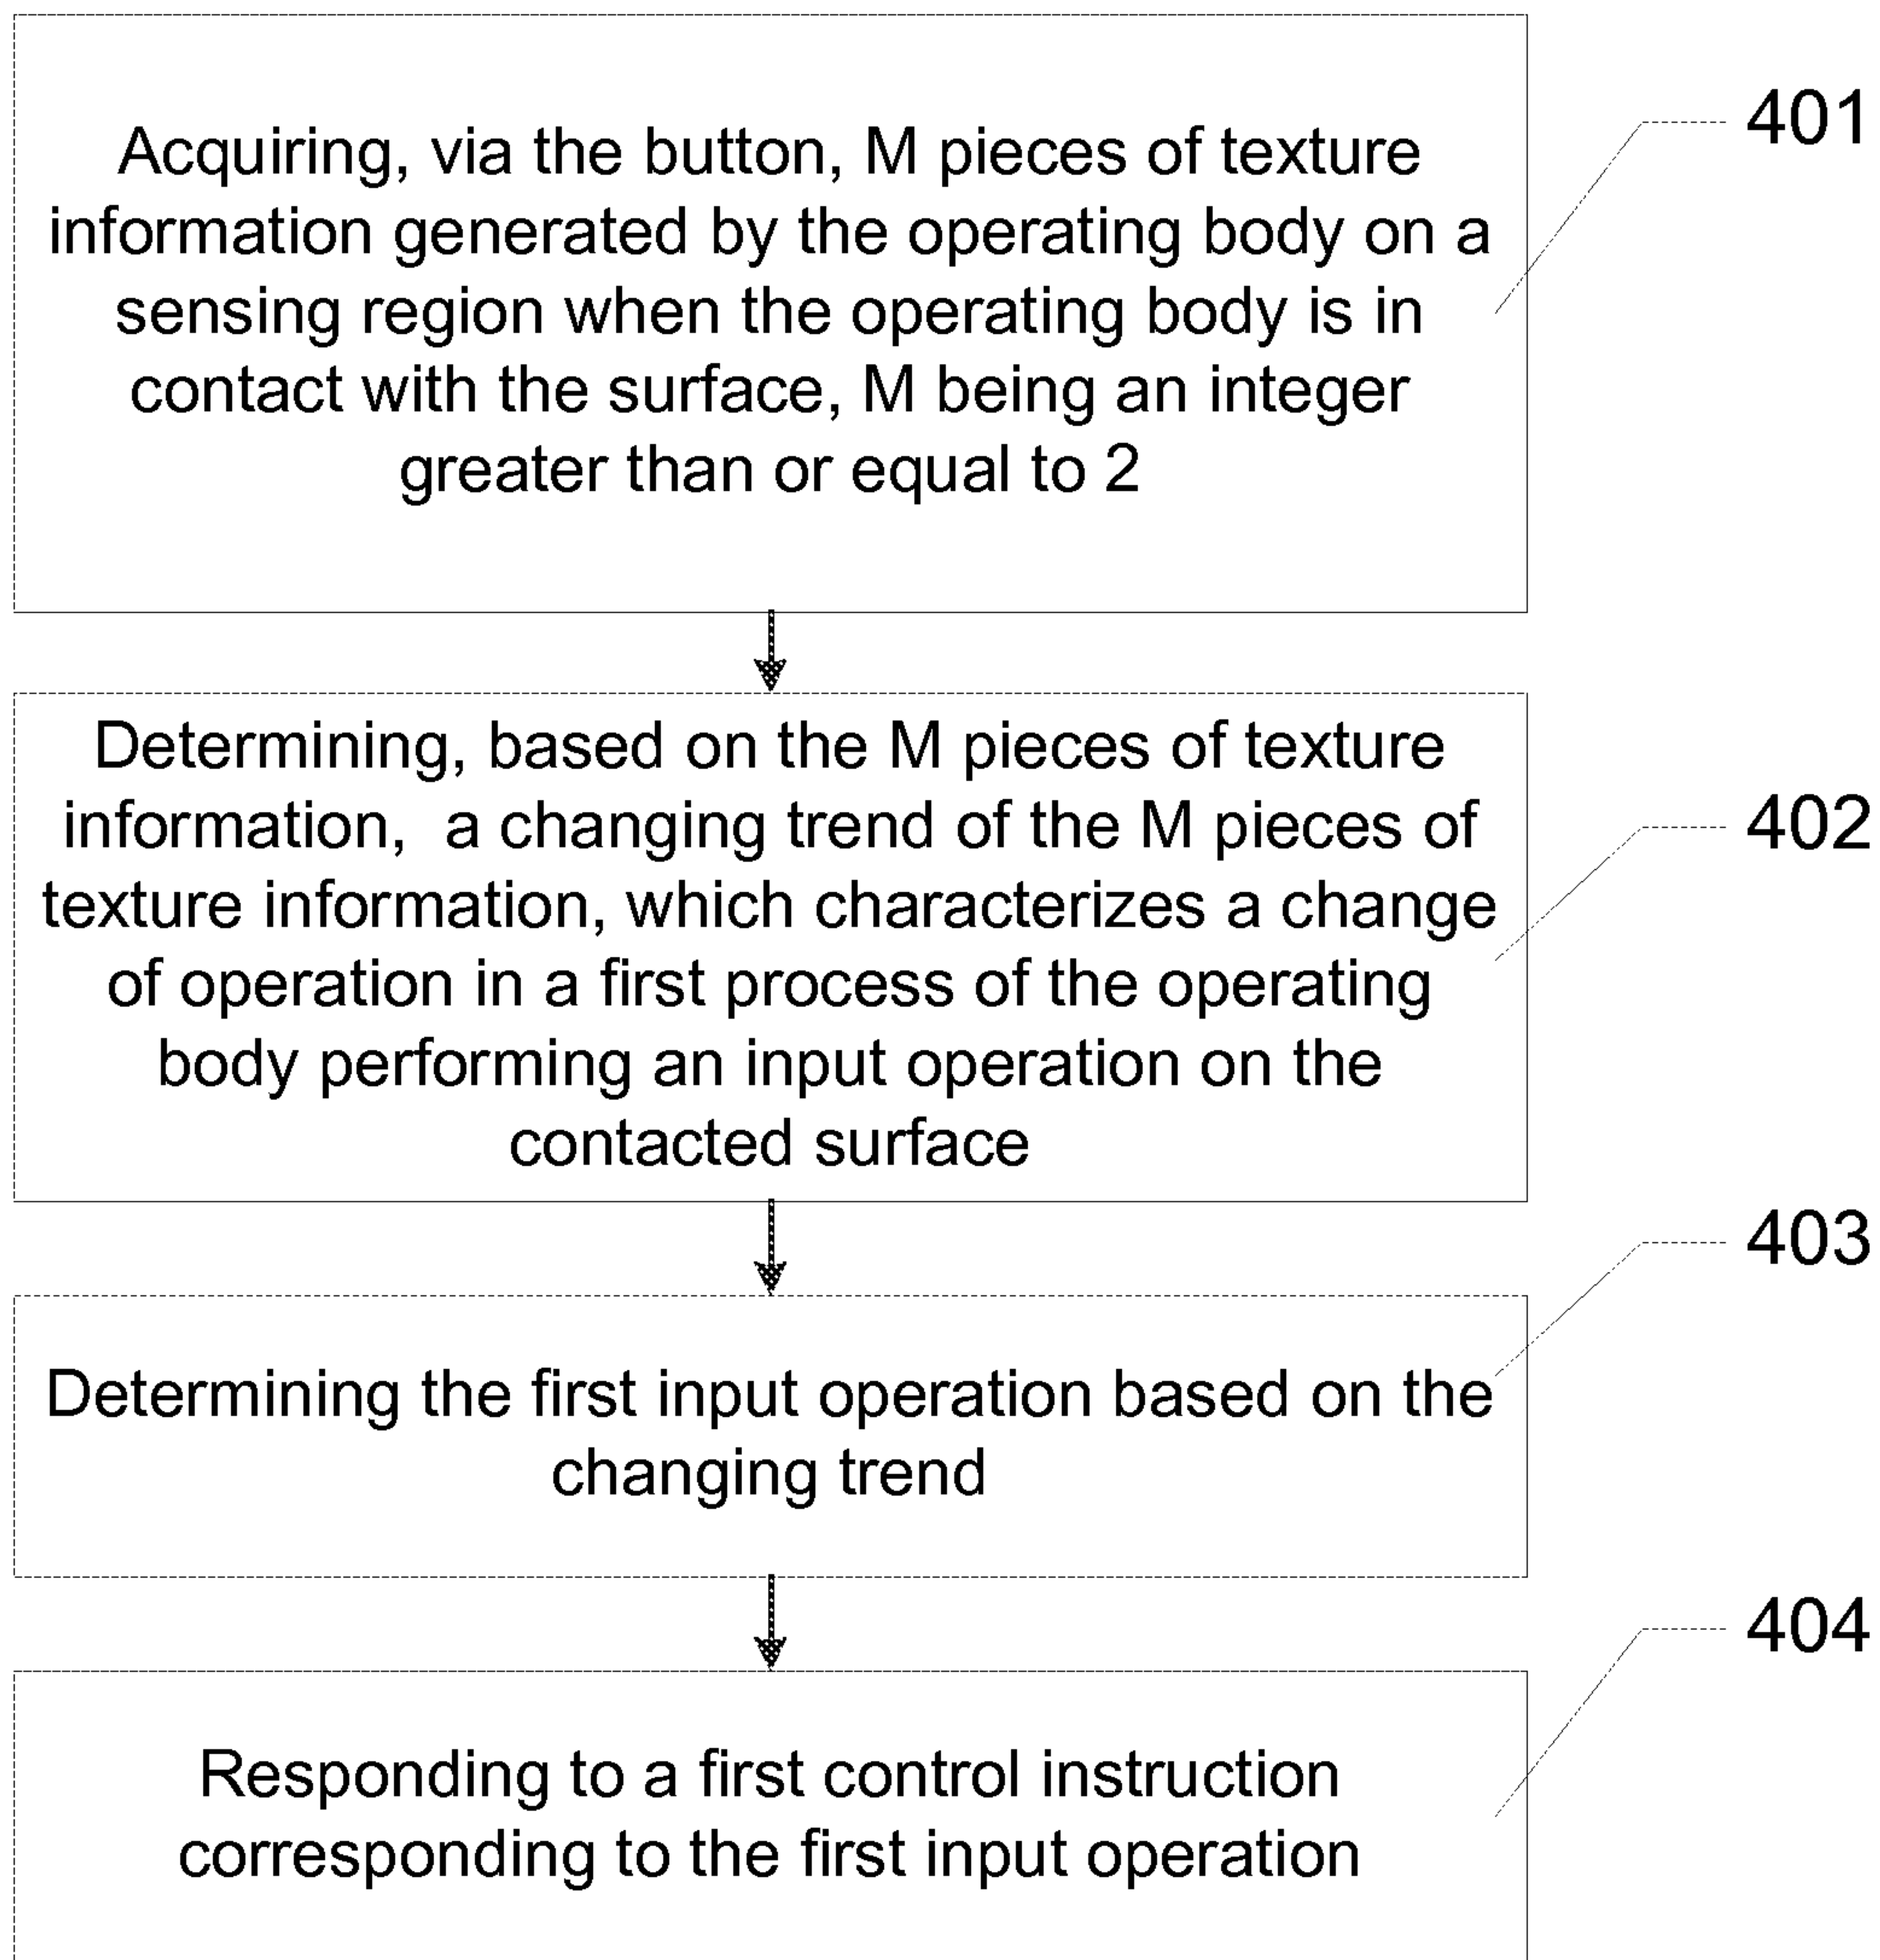 Acquiring, via the button, M pieces of texture
information generated by the operating body on a
sensing region when the operating body is in
contact with the surface, M being an integer
greater than or equal to 2
401
Determining, based on the M pieces of texture
information,  a changing trend of the M pieces of
texture information, which characterizes a change
of operation in a first process of the operating
body performing an input operation on the
contacted surface
402
Determining the first input operation based on the
changing trend
403
Responding to a first control instruction
corresponding to the first input operation
404